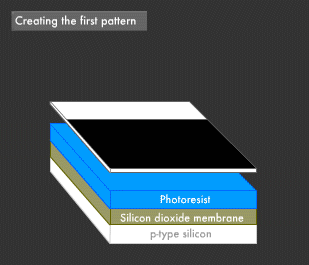 Creating the first pattern
Photoresist
Silicon dioxide membrane
p-type silicon